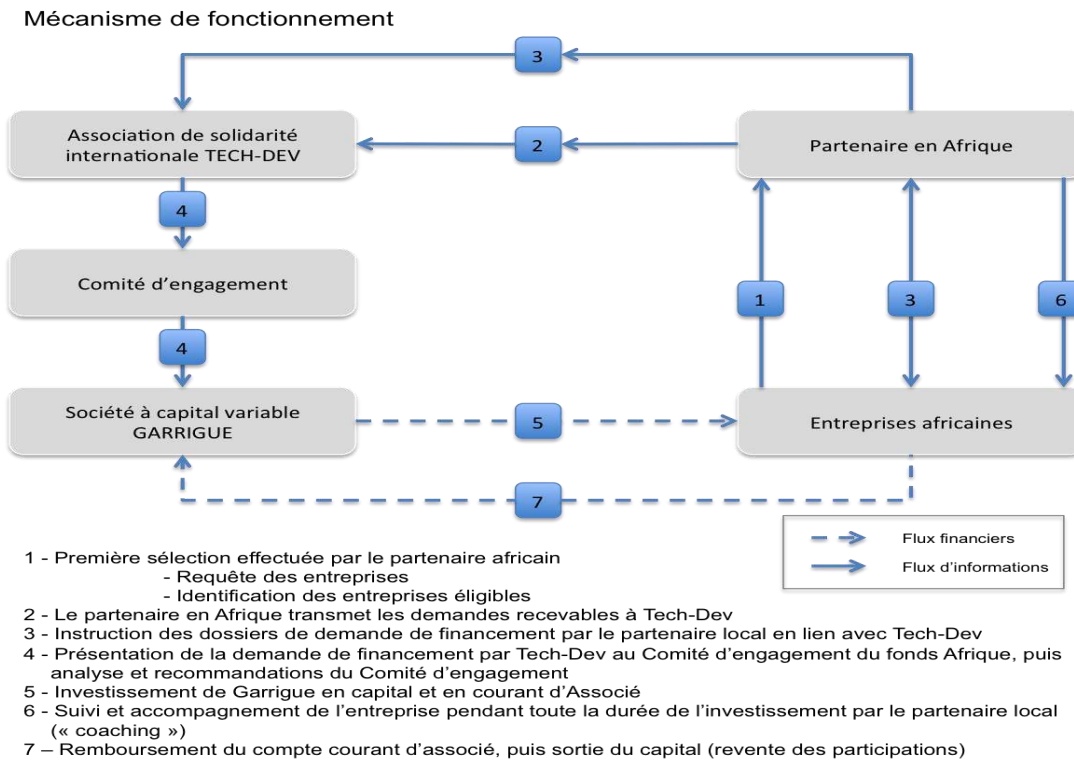 Mécanisme de fonctionnement
3
Association de solidarité
internationale TECH-DEV
2
Partenaire en Afrique
4
Comité d'engagement
1
3
6
4
Société à capital variable
GARRIGUE
5
Entreprises africaines
7
Flux financiers
Flux d'informations
1 - Première sélection effectuée par le partenaire africain
- Requête des entreprises
- Identification des entreprises éligibles
2 - Le partenaire en Afrique transmet les demandes recevables à Tech-Dev
3 - Instruction des dossiers de demande de financement par le partenaire local en lien avec Tech-Dev
4 - Présentation de la demande de financement par Tech-Dev au Comité d'engagement du fonds Afrique, puis
analyse et recommandations du Comité d'engagement
5 - Investissement de Garrigue en capital et en courant d'Associé
6 - Suivi et accompagnement de l'entreprise pendant toute la durée de l'investissement par le partenaire local
(« coaching »)
7 – Remboursement du compte courant d'associé, puis sortie du capital (revente des participations)